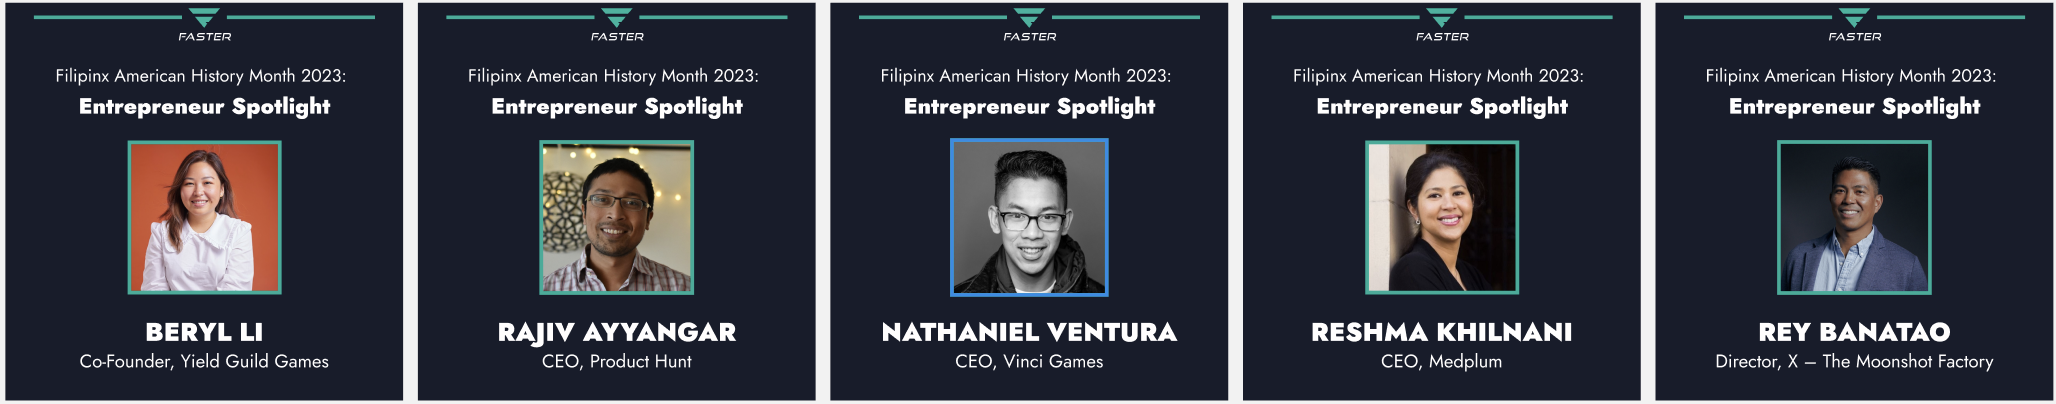 FASTER
Filipinx American History Month 2023:
Entrepreneur Spotlight
BERYL LI
Co-Founder, Yield Guild Games
FASTER
Filipinx American History Month 2023:
Entrepreneur Spotlight
RAJIV AYYANGAR
CEO, Product Hunt
FASTER
Filipinx American History Month 2023:
Entrepreneur Spotlight
NATHANIEL VENTURA
CEO, Vinci Games
FASTER
Filipinx American History Month 2023:
Entrepreneur Spotlight
RESHMA KHILNANI
CEO, Medplum
FASTER
Filipinx American History Month 2023:
Entrepreneur Spotlight
REY BANATAO
Director, X – The Moonshot Factory